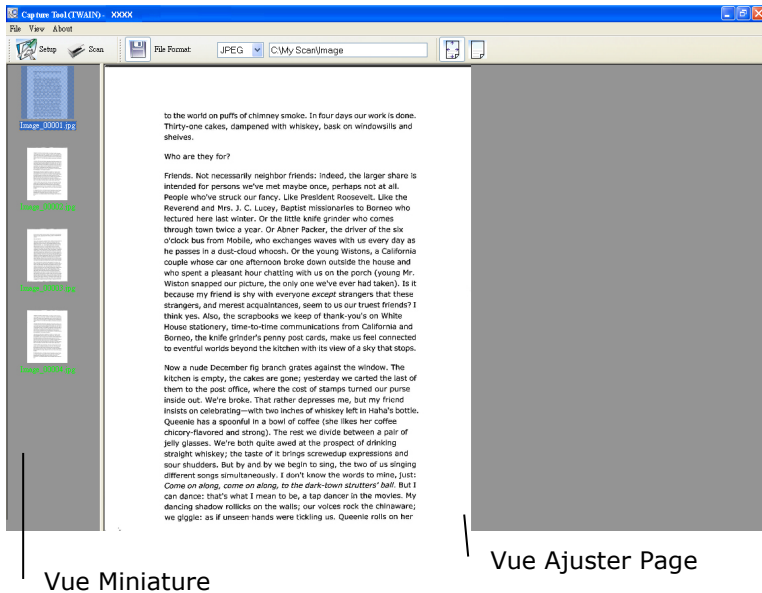 Capture Tool (TWAIN) - XXXX
File View About
Setup Scan File Format JPEG C:\My Scan\Image
Image_00001.jpg
to the world on puffs of chimney smoke. In four days our work is done.
Thirty-one cakes, dampened with whiskey, bask on windowsills and
shelves.
Who are they for?
Friends. Not necessarily neighbor friends: indeed, the larger share is
intended for persons we've met maybe once, perhaps not at all.
People who've struck our fancy. Like President Roosevelt. Like the
Reverend and Mrs. J. C. Lucey, Baptist missionaries to Borneo who
lectured here last winter. Or the little knife grinder who comes
through town twice a year. Or Abner Packer, the driver of the six
o'clock bus from Mobile, who exchanges waves with us every day as
he passes in a dust-cloud whoosh. Or the young Wistons, a California
couple whose car one afternoon broke down outside the house and
who spent a pleasant hour chatting with us on the porch (young Mr.
Wiston snapped our picture, the only one we've ever had taken). Is it
because my friend is shy with everyone except strangers that these
strangers, and merest acquaintances, seem to us our truest friends? I
think yes. Also, the scrapbooks we keep of thank-you's on White
House stationery, time-to-time communications from California and
Borneo, the knife grinder's penny post cards, make us feel connected
to eventful worlds beyond the kitchen with its view of a sky that stops.
Now a nude December fig branch grates against the window. The
kitchen is empty, the cakes are gone; yesterday we carted the last of
them to the post office, where the cost of stamps turned our purse
inside out. We're broke. That rather depresses me, but my friend
insists on celebrating—with two inches of whiskey left in Haha's bottle.
Queenie has a spoonful in a bowl of coffee (she likes her coffee
chicory-flavored and strong). The rest we divide between a pair of
jelly glasses. We're both quite awed at the prospect of drinking
straight whiskey; the taste of it brings screwedup expressions and
sour shudders. But by and by we begin to sing, the two of us singing
different songs simultaneously. I don't know the words to mine, just:
Come on along, come on along, to the dark-town strutters' ball. But I
can dance: that's what I mean to be, a tap dancer in the movies. My
dancing shadow rollicks on the walls; our voices rock the chinaware;
we giggle: as if unseen hands were tickling us. Queenie rolls on her
Vue Ajuster Page
Vue Miniature